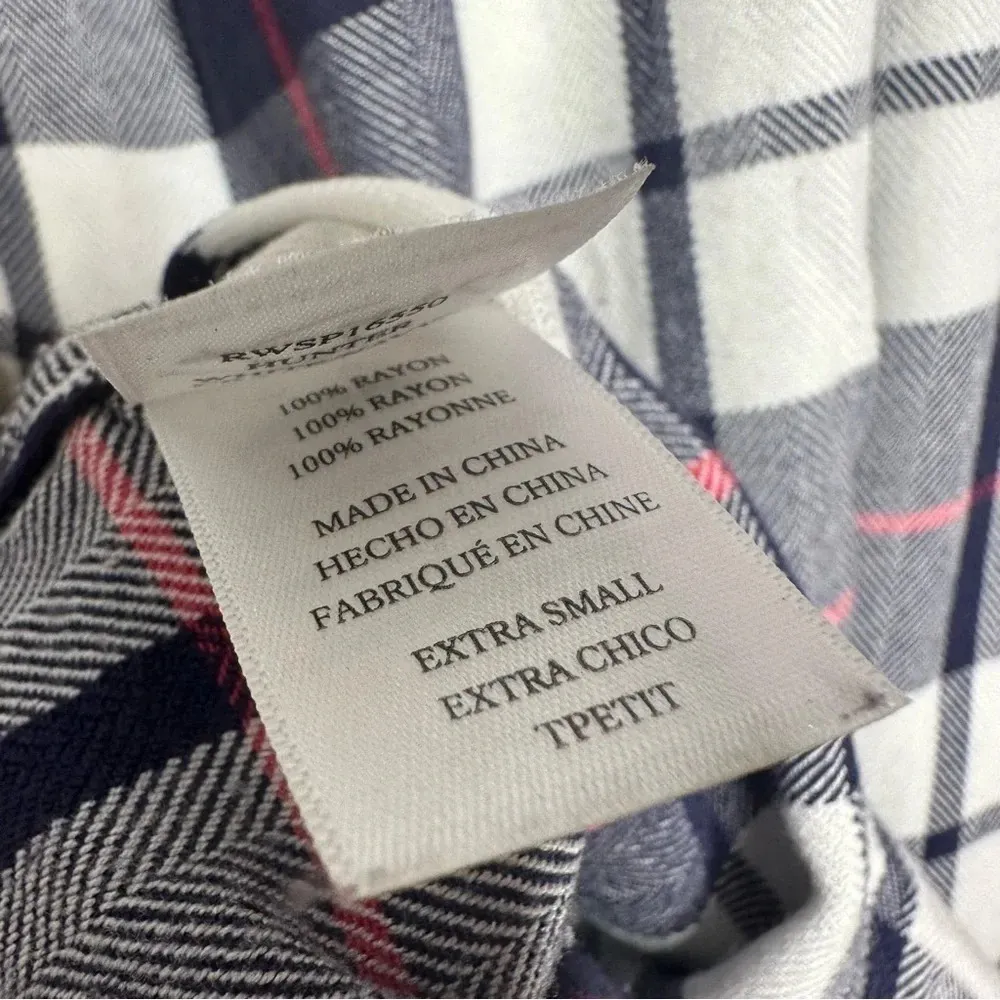 RWSP16550
HUNTER
100% RAYON
100% RAYON
100% RAYONNE
MADE IN CHINA
HECHO EN CHINA
FABRIQUÉ EN CHINE
EXTRA SMALL
EXTRA CHICO
TPETIT